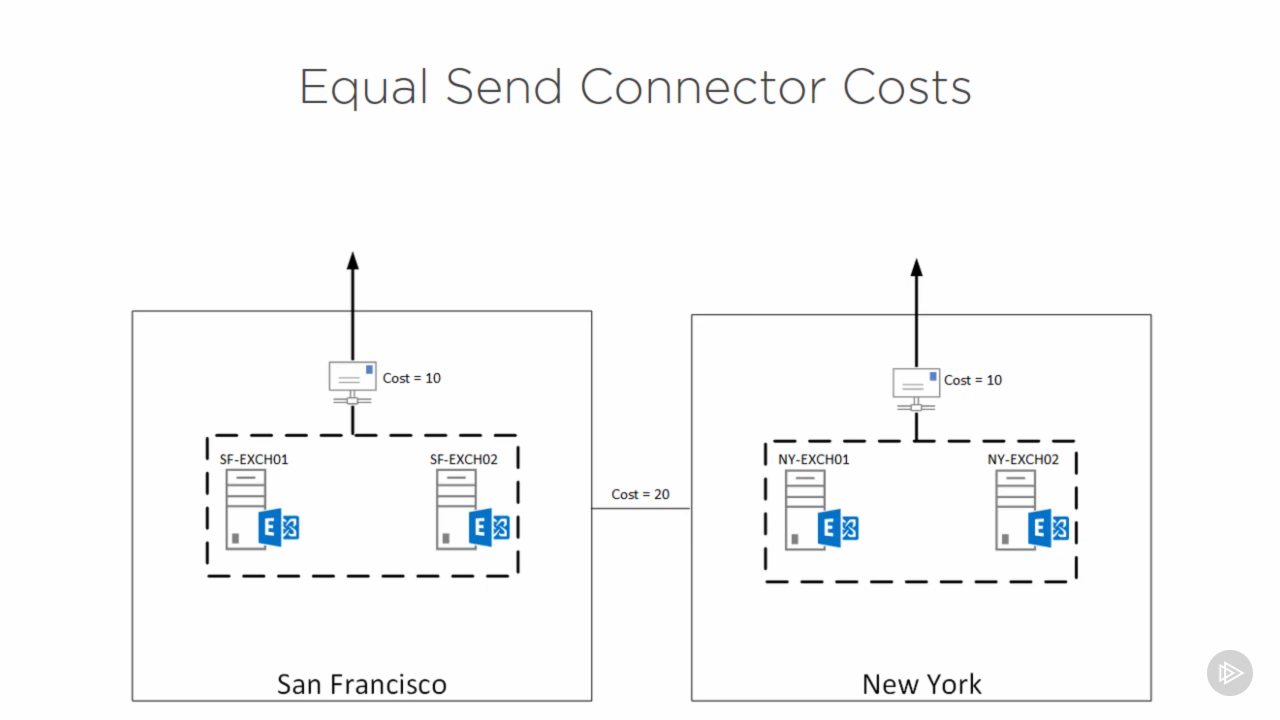 Equal Send Connector Costs
Cost = 10
Cost = 10
SF-EXCH01
SF-EXCH02
NY-EXCH01
NY-EXCH02
E
E
E
E
Cost = 20
San Francisco
New York